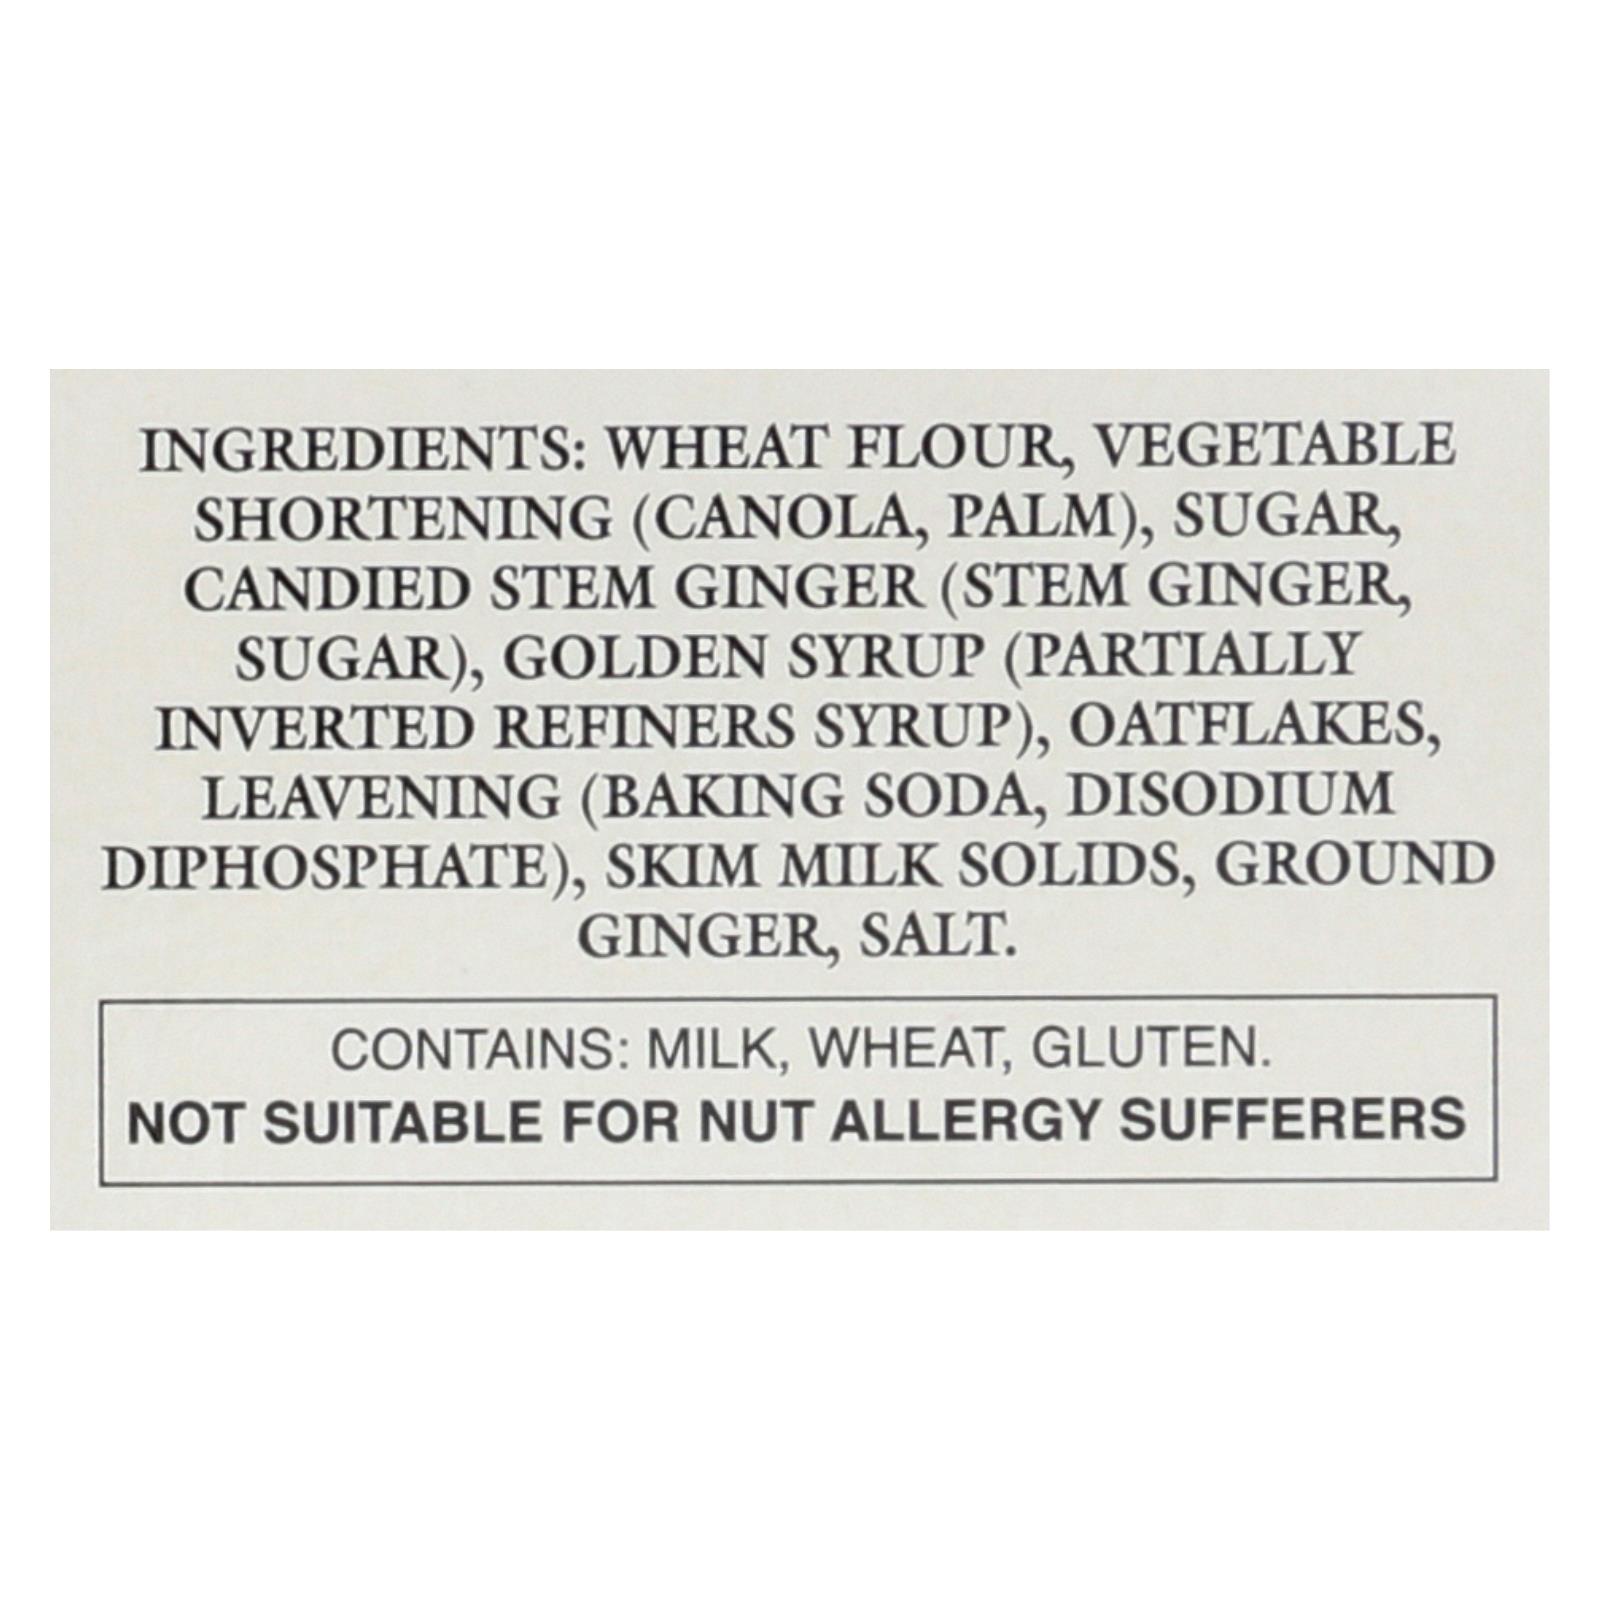 INGREDIENTS: WHEAT FLOUR, VEGETABLE
SHORTENING (CANOLA, PALM), SUGAR,
CANDIED STEM GINGER (STEM GINGER,
SUGAR), GOLDEN SYRUP (PARTIALLY
INVERTED REFINERS SYRUP), OATFLAKES,
LEAVENING (BAKING SODA, DISODIUM
DIPHOSPHATE), SKIM MILK SOLIDS, GROUND
GINGER, SALT.
CONTAINS: MILK, WHEAT, GLUTEN.
NOT SUITABLE FOR NUT ALLERGY SUFFERERS